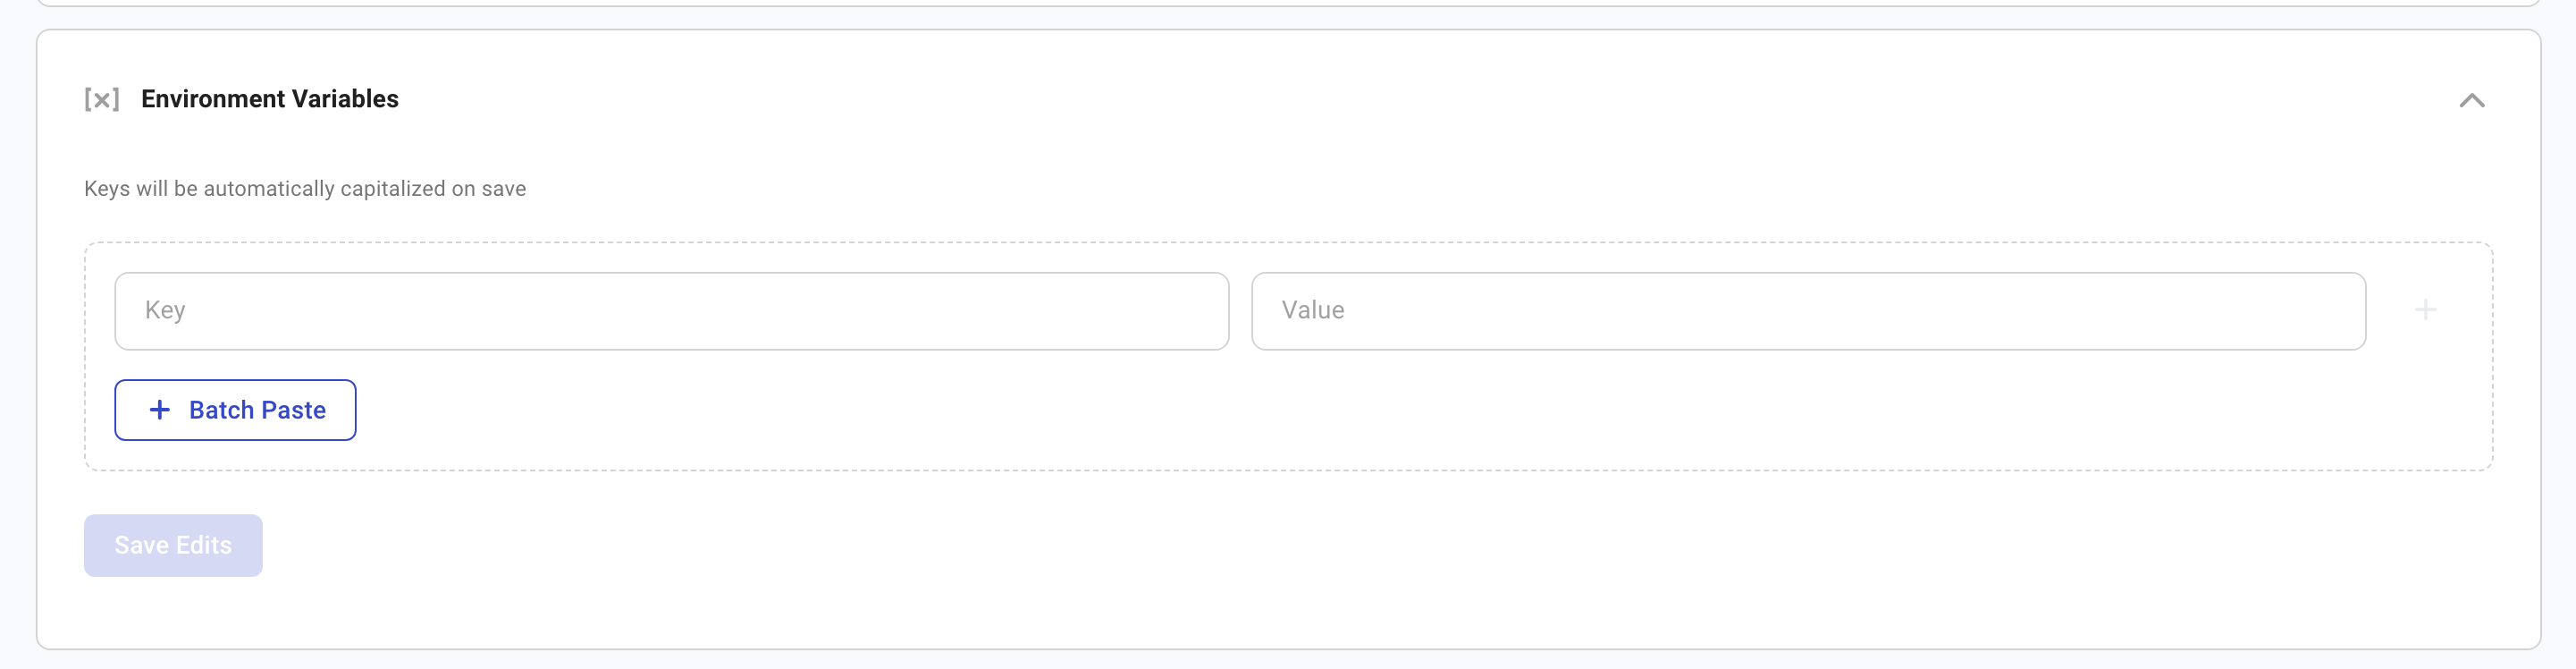 Environment Variables
Keys will be automatically capitalized on save
Key Value
Batch Paste
Save Edits